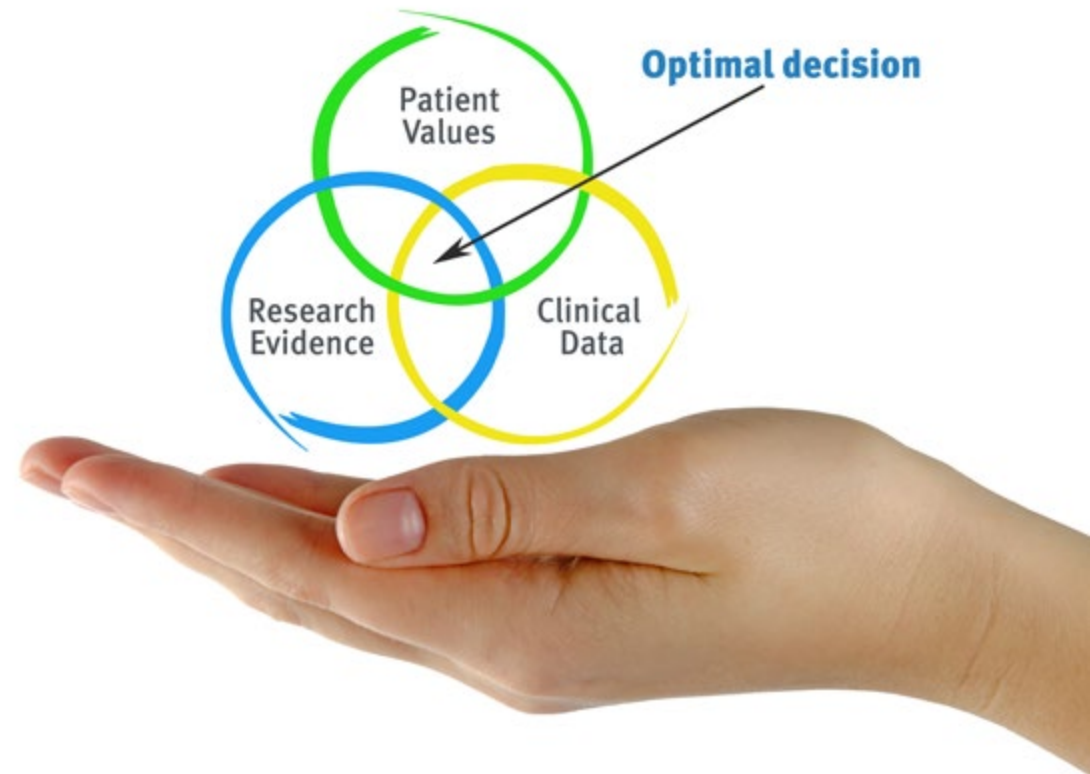 Optimal decision
Patient
Values
Research
Evidence
Clinical
Data